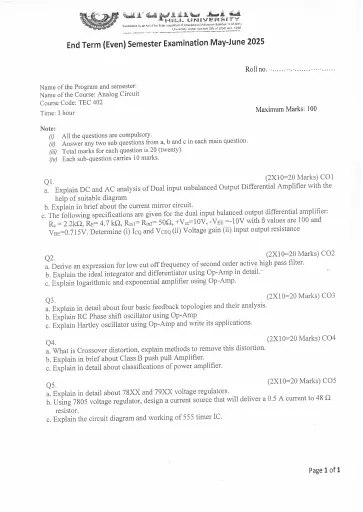 Graphic Era
HILL UNIVERSITY
End Term (Even) Semester Examination May-June 2025
Roll no. ............................
Name of the Program and semester:
Name of the Course: Analog Circuit
Course Code: TEC 402
Time: 3 hour
Maximum Marks: 100
Note:
(i) All the questions are compulsory.
(ii) Answer any two sub questions from a, b and c in each main question.
(iii) Total marks for each question is 20 (twenty)
(iv) Each sub-question carries 10 marks.
Q1. (2X10=20 Marks) CO1
a. Explain DC and AC analysis of Dual input unbalanced Output Differential Amplifier with the
help of suitable diagram
b. Explain in brief about the current mirror circuit.
c. The following specifications are given for the dual input balanced output differential amplifier:
Rc = 2.2kΩ, RE= 4.7 kΩ, Rin1= Rin2= 50Ω, +Vcc=10V, -VEE =-10V with ß values are 100 and
VBE=0.715V. Determine (i) ICQ and VCEQ (ii) Voltage gain (ii) input output resistance
Q2. (2X10=20 Marks) CO2
a. Derive an expression for low cut off frequency of second order active high pass filter.
b. Explain the ideal integrator and differentiator using Op-Amp in detail.
c. Explain logarithmic and exponential amplifier using Op-Amp.
Q3. (2X10=20 Marks) CO3
a. Explain in detail about four basic feedback topologies and their analysis.
b. Explain RC Phase shift oscillator using Op-Amp
c. Explain Hartley oscillator using Op-Amp and write its applications.
Q4. (2X10=20 Marks) CO4
a. What is Crossover distortion, explain methods to remove this distortion.
b. Explain in brief about Class B push pull Amplifier.
c. Explain in detail about classifications of power amplifier.
Q5. (2X10=20 Marks) CO5
a. Explain in detail about 78XX and 79XX voltage regulators.
b. Using 7805 voltage regulator, design a current source that will deliver a 0.5 A current to 48 Ω
resistor.
c. Explain the circuit diagram and working of 555 timer IC.
Page 1 of 1